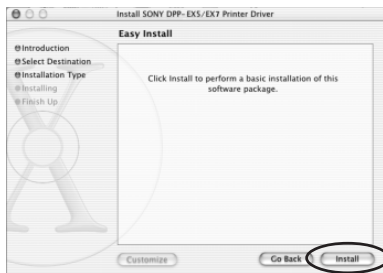 Install SONY DPP-EX5/EX7 Printer Driver
Easy Install
Introduction
Select Destination
Installation Type
Installing
Finish Up
Click Install to perform a basic installation of this
software package.
Customize
Go Back
Install